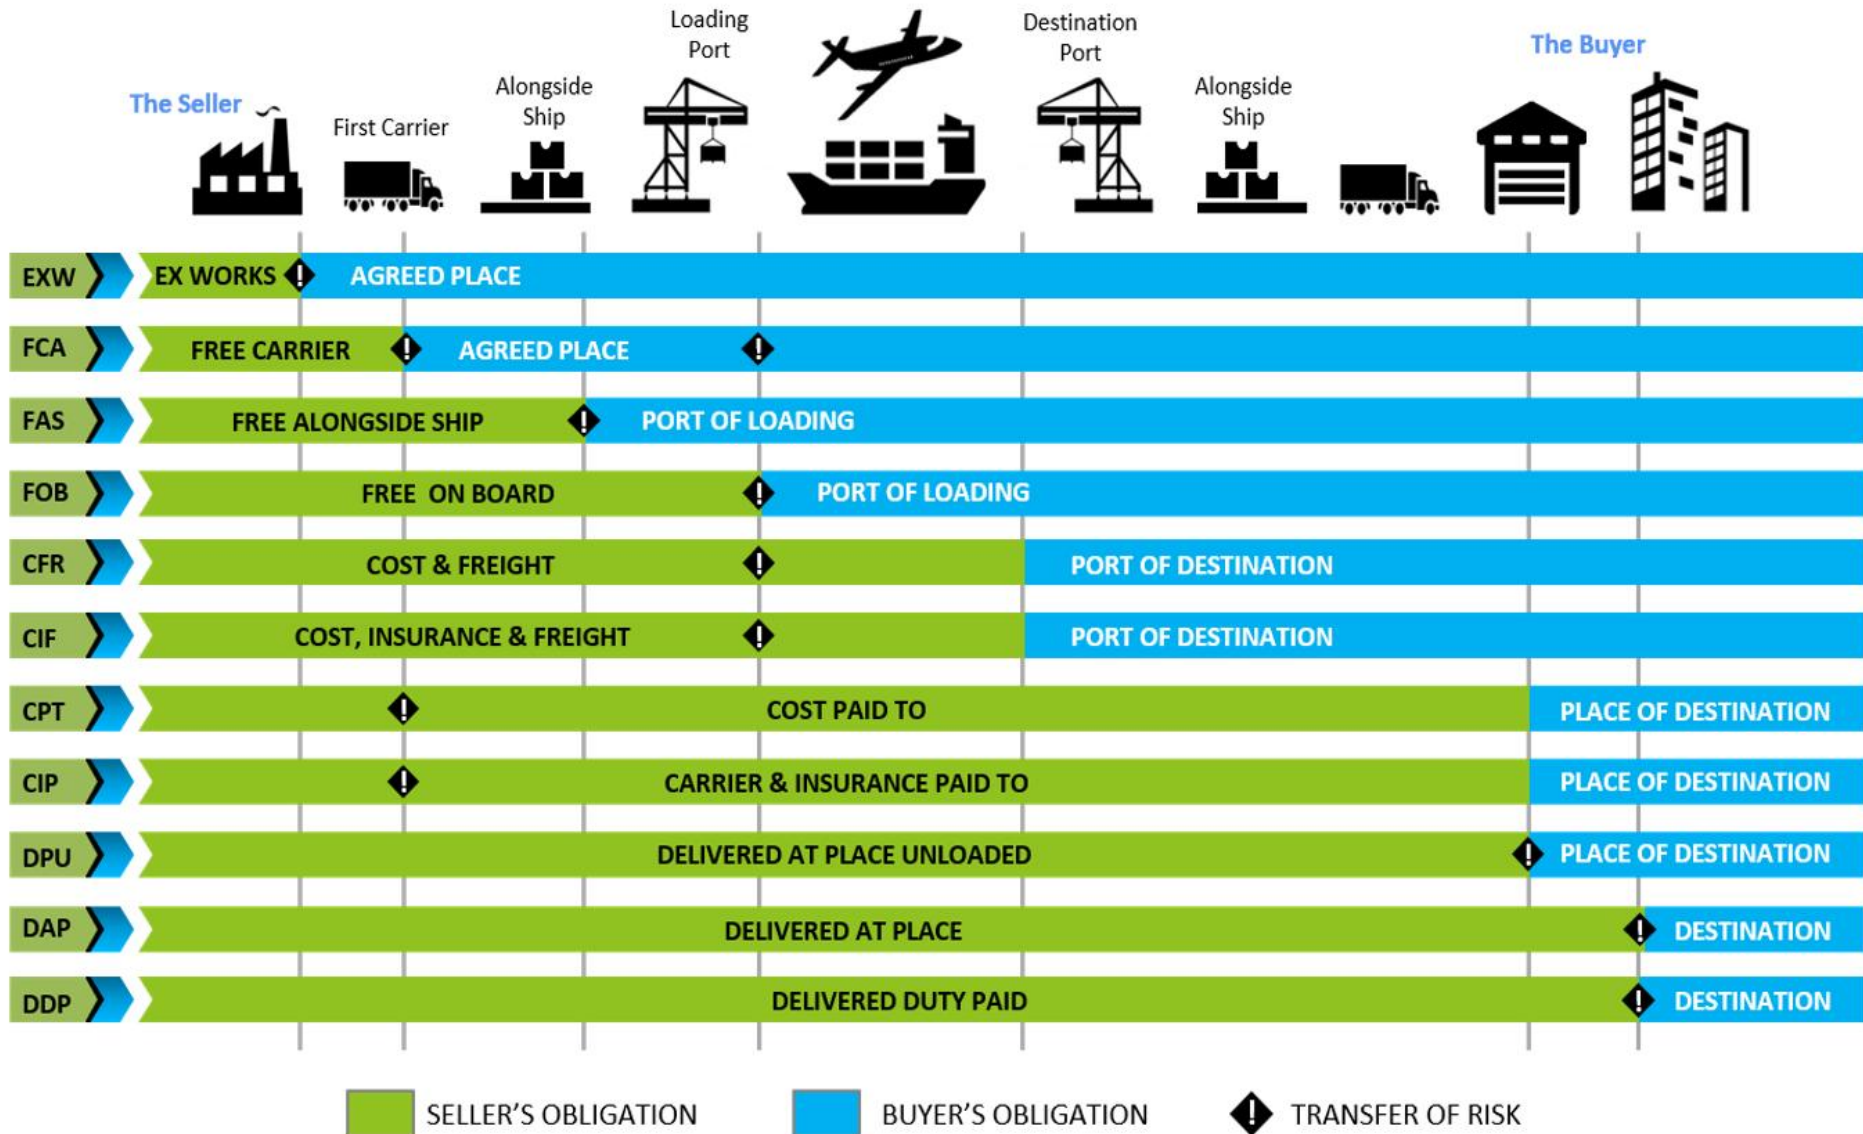 Loading
Port
Destination
Port
The Buyer
The Seller
Alongside
Ship
Alongside
Ship
First Carrier
EXW EX WORKS ! AGREED PLACE
FCA FREE CARRIER ! AGREED PLACE !
FAS FREE ALONGSIDE SHIP ! PORT OF LOADING
FOB FREE ON BOARD ! PORT OF LOADING
CFR COST & FREIGHT ! PORT OF DESTINATION
CIF COST, INSURANCE & FREIGHT ! PORT OF DESTINATION
CPT ! COST PAID TO PLACE OF DESTINATION
CIP ! CARRIER & INSURANCE PAID TO PLACE OF DESTINATION
DPU DELIVERED AT PLACE UNLOADED ! PLACE OF DESTINATION
DAP DELIVERED AT PLACE ! DESTINATION
DDP DELIVERED DUTY PAID ! DESTINATION
SELLER'S OBLIGATION BUYER'S OBLIGATION ! TRANSFER OF RISK